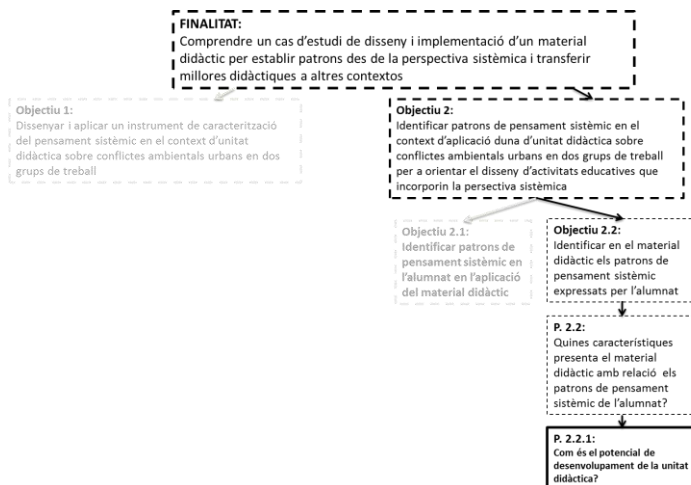 FINALITAT:
Comprendre un cas d'estudi de disseny i implementació d'un material
didàctic per establir patrons des de la perspectiva sistèmica i transferir
millores didàctiques a altres contextos
Objectiu 1:
Dissenyar i aplicar un instrument de caracterització
del pensament sistèmic en el context d'unitat
didàctica sobre conflictes ambientals urbans en dos
grups de treball
Objectiu 2:
Identificar patrons de pensament sistèmic en el
context d'aplicació duna d'unitat didàctica sobre
conflictes ambientals urbans en dos grups de treball
per a orientar el disseny d'activitats educatives que
incorporin la persectiva sistèmica
Objectiu 2.1:
Identificar patrons de
pensament sistèmic en
l'alumnat en l'aplicació
del material didàctic
Objectiu 2.2:
Identificar en el material
didàctic els patrons de
pensament sistèmic
expressats per l'alumnat
P. 2.2:
Quines característiques
presenta el material
didàctic amb relació els
patrons de pensament
sistèmic de l'alumnat?
P. 2.2.1:
Com és el potencial de
desenvolupament de la unitat
didàctica?